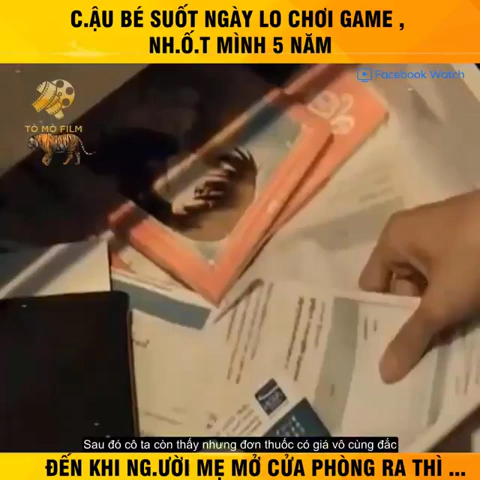 C.ẬU BÉ SUỐT NGÀY LO CHƠI GAME ,
NH.Ố.T MÌNH 5 NĂM
Facebook Watch
TÒ MÒ FILM
Sau đó cô ta còn thấy nhưng đơn thuốc có giá vô cùng đắc
ĐẾN KHI NG.ƯỜI MẸ MỞ CỬA PHÒNG RA THÌ ...